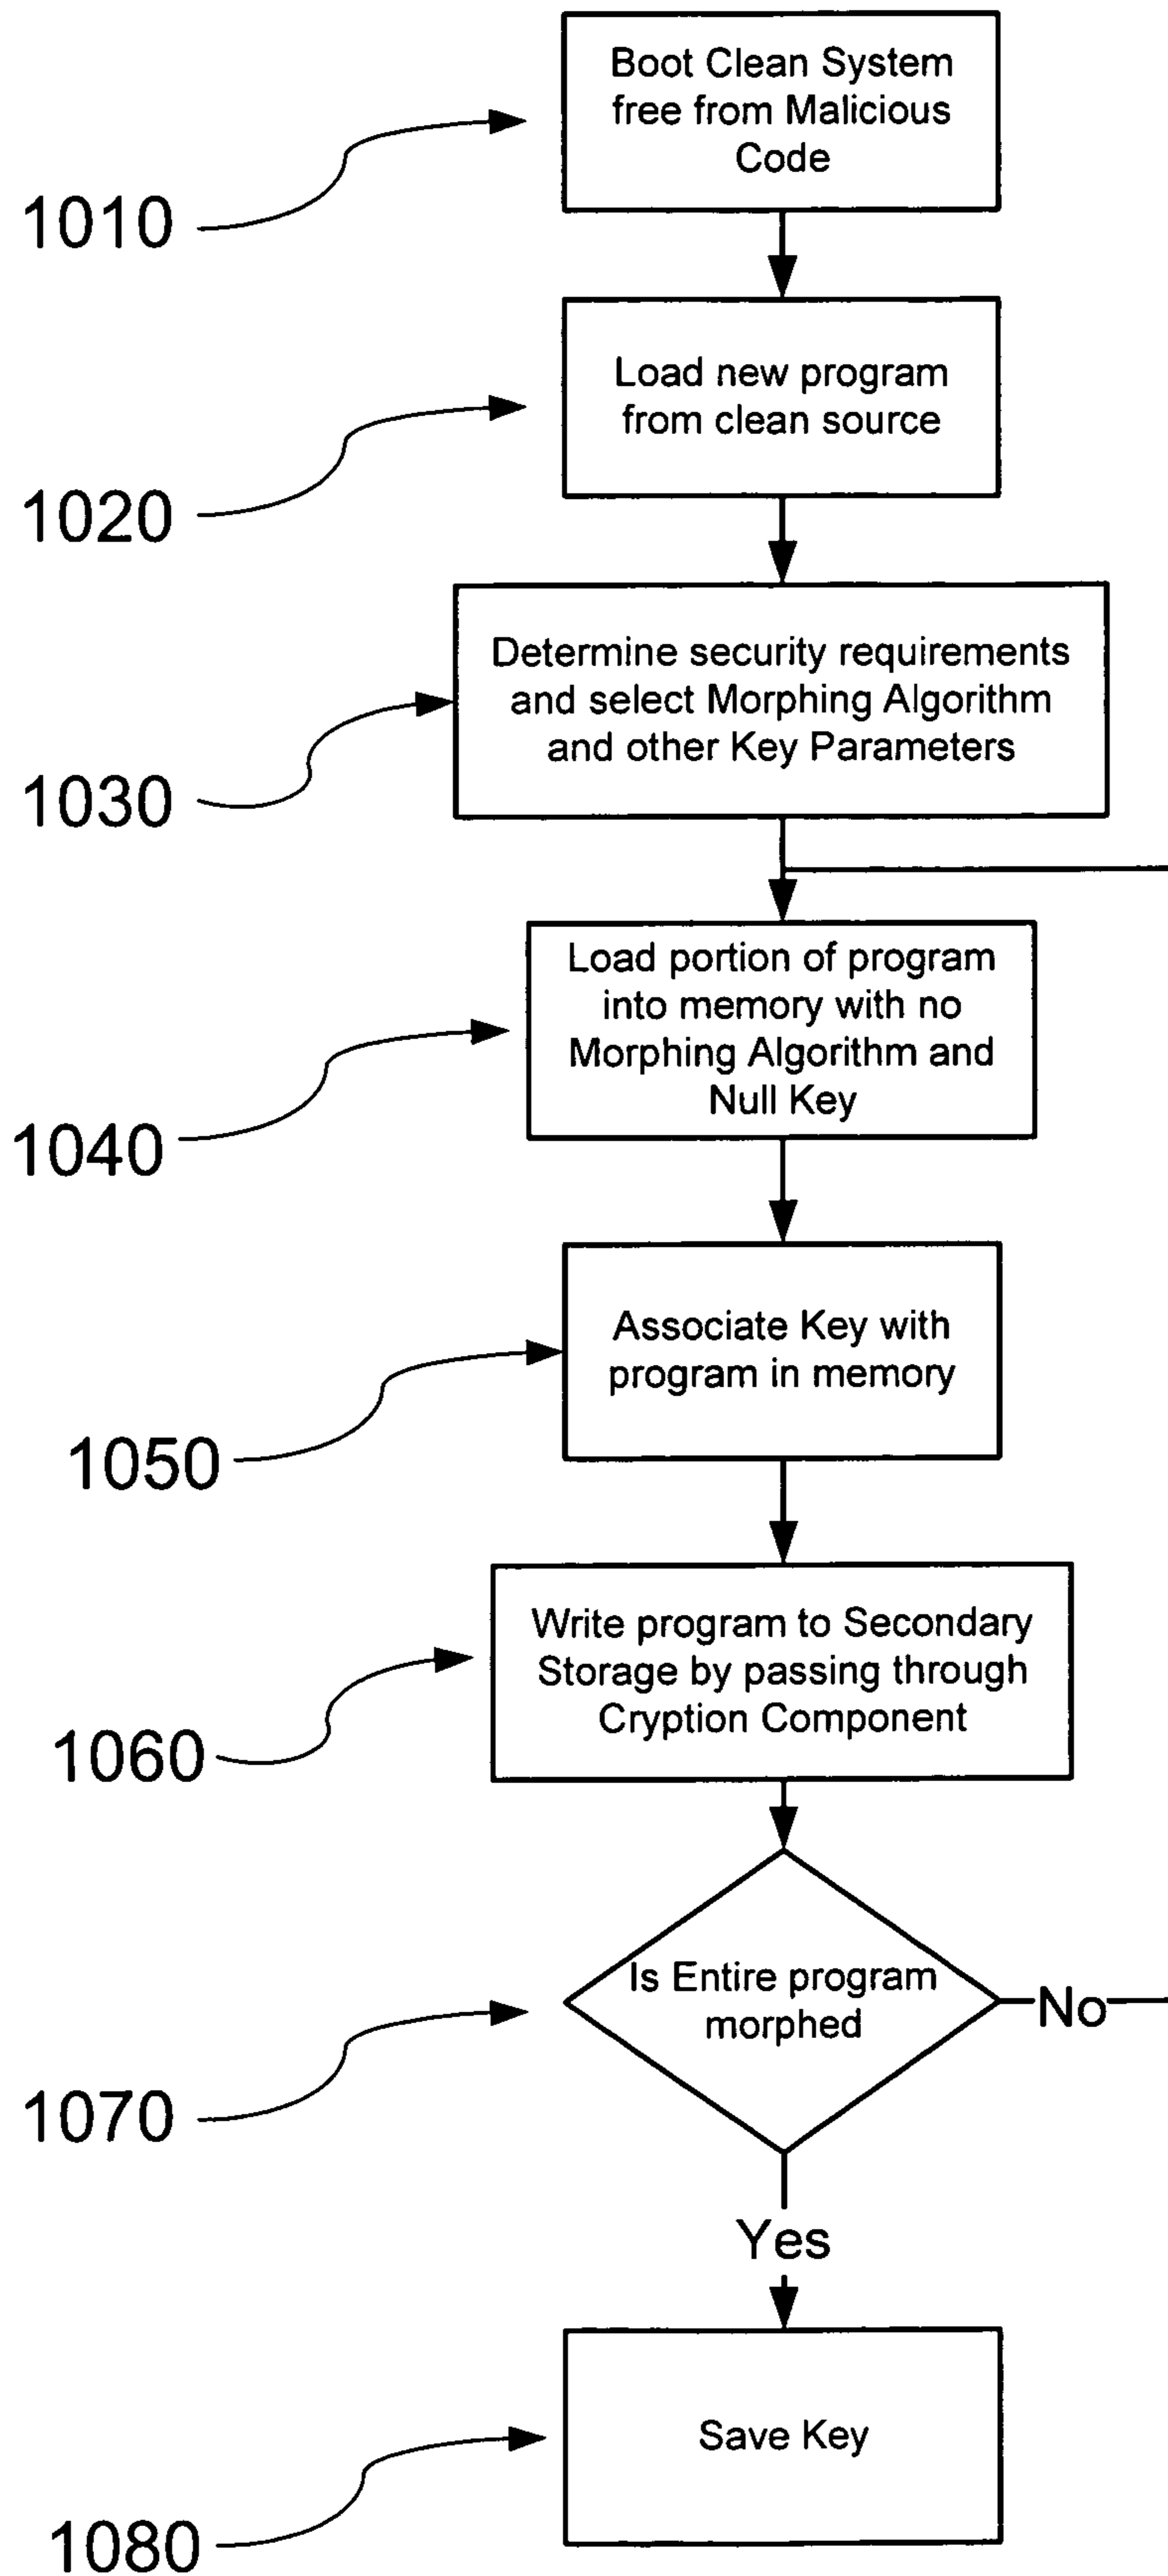 Boot Clean System
free from Malicious
Code
1010
Load new program
from clean source
1020
Determine security requirements
and select Morphing Algorithm
and other Key Parameters
1030
Load portion of program
into memory with no
Morphing Algorithm and
Null Key
1040
Associate Key with
program in memory
1050
Write program to Secondary
Storage by passing through
Cryption Component
1060
Is Entire program
morphed
No
1070
Yes
Save Key
1080